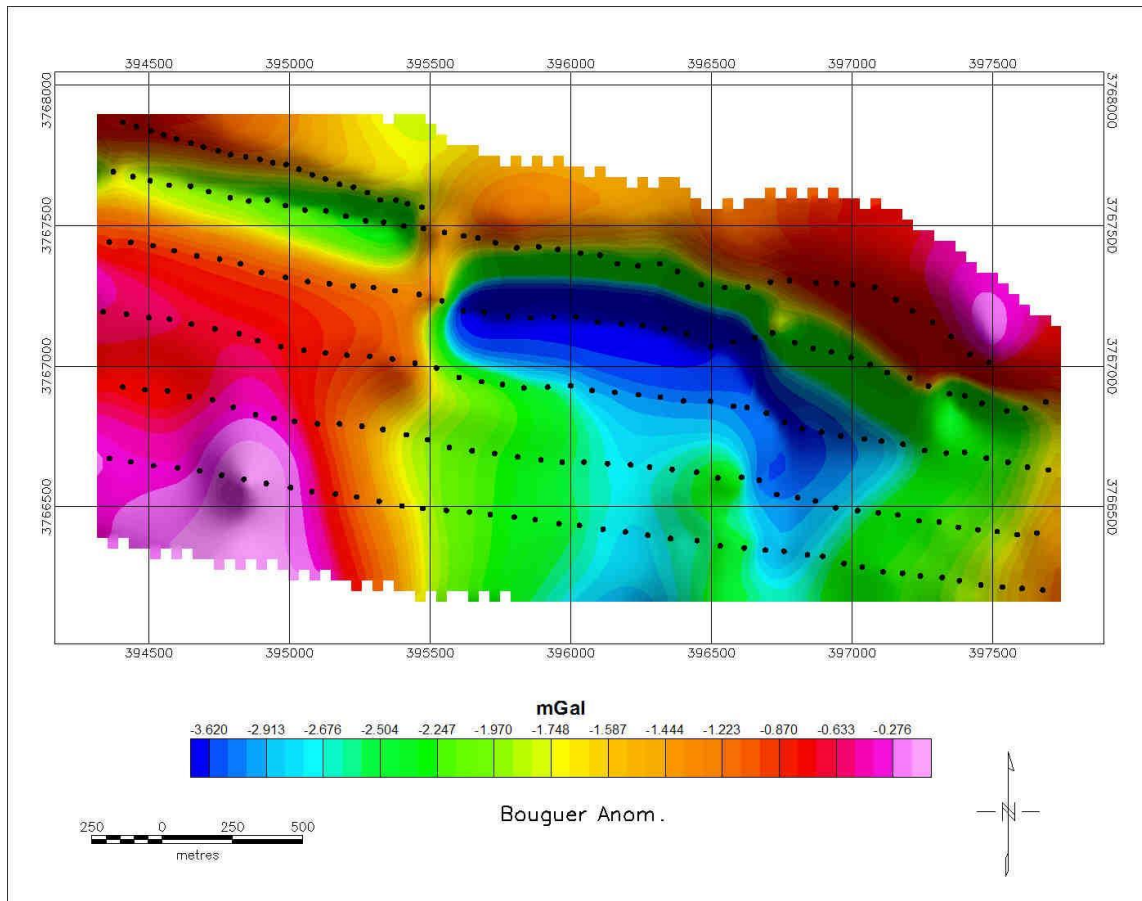 394500 395000 395500 396000 396500 397000 397500
3768000 3768000
3767500 3767500
3767000 3767000
3766500 3766500
394500 395000 395500 396000 396500 397000 397500
mGal
-3.620 -2.913 -2.676 -2.504 -2.247 -1.970 -1.748 -1.587 -1.444 -1.223 -0.870 -0.633 -0.276
Bouguer Anom.
N
250 0 250 500
metres